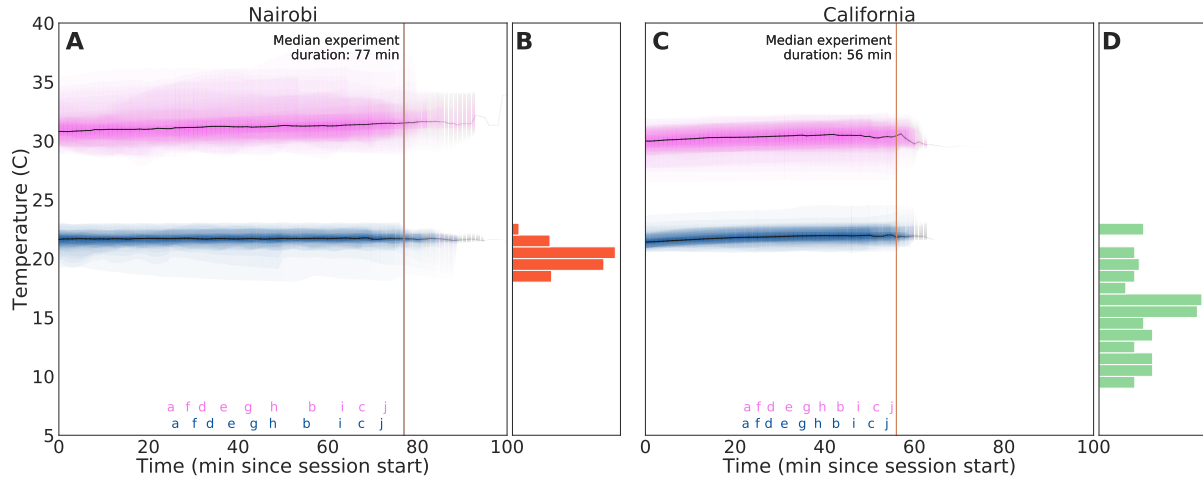 Nairobi
California
40
35
30
25
20
15
10
5
Temperature (C)
A
Median experiment
duration: 77 min
B
C
Median experiment
duration: 56 min
D
a f d e g h b i c j
a f d e g h b i c j
a f d e g h b i c j
a f d e g h b i c j
0 20 40 60 80 100
0 20 40 60 80 100
Time (min since session start)
Time (min since session start)